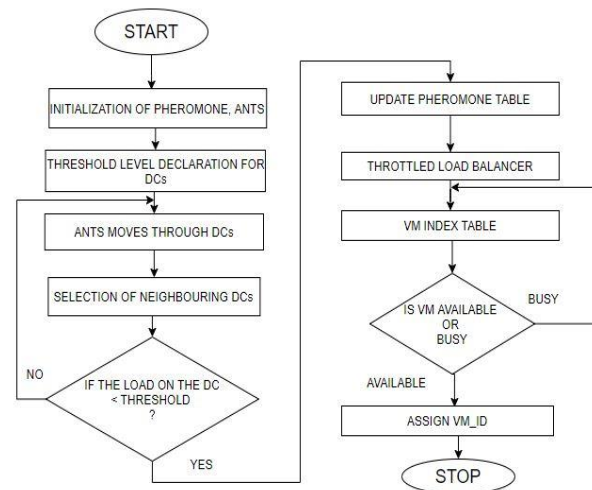 START
INITIALIZATION OF PHEROMONE, ANTS
THRESHOLD LEVEL DECLARATION FOR
DCs
ANTS MOVES THROUGH DCs
SELECTION OF NEIGHBOURING DCs
IF THE LOAD ON THE DC
< THRESHOLD
?
NO
YES
UPDATE PHEROMONE TABLE
THROTTLED LOAD BALANCER
VM INDEX TABLE
IS VM AVAILABLE
OR
BUSY
BUSY
AVAILABLE
ASSIGN VM_ID
STOP